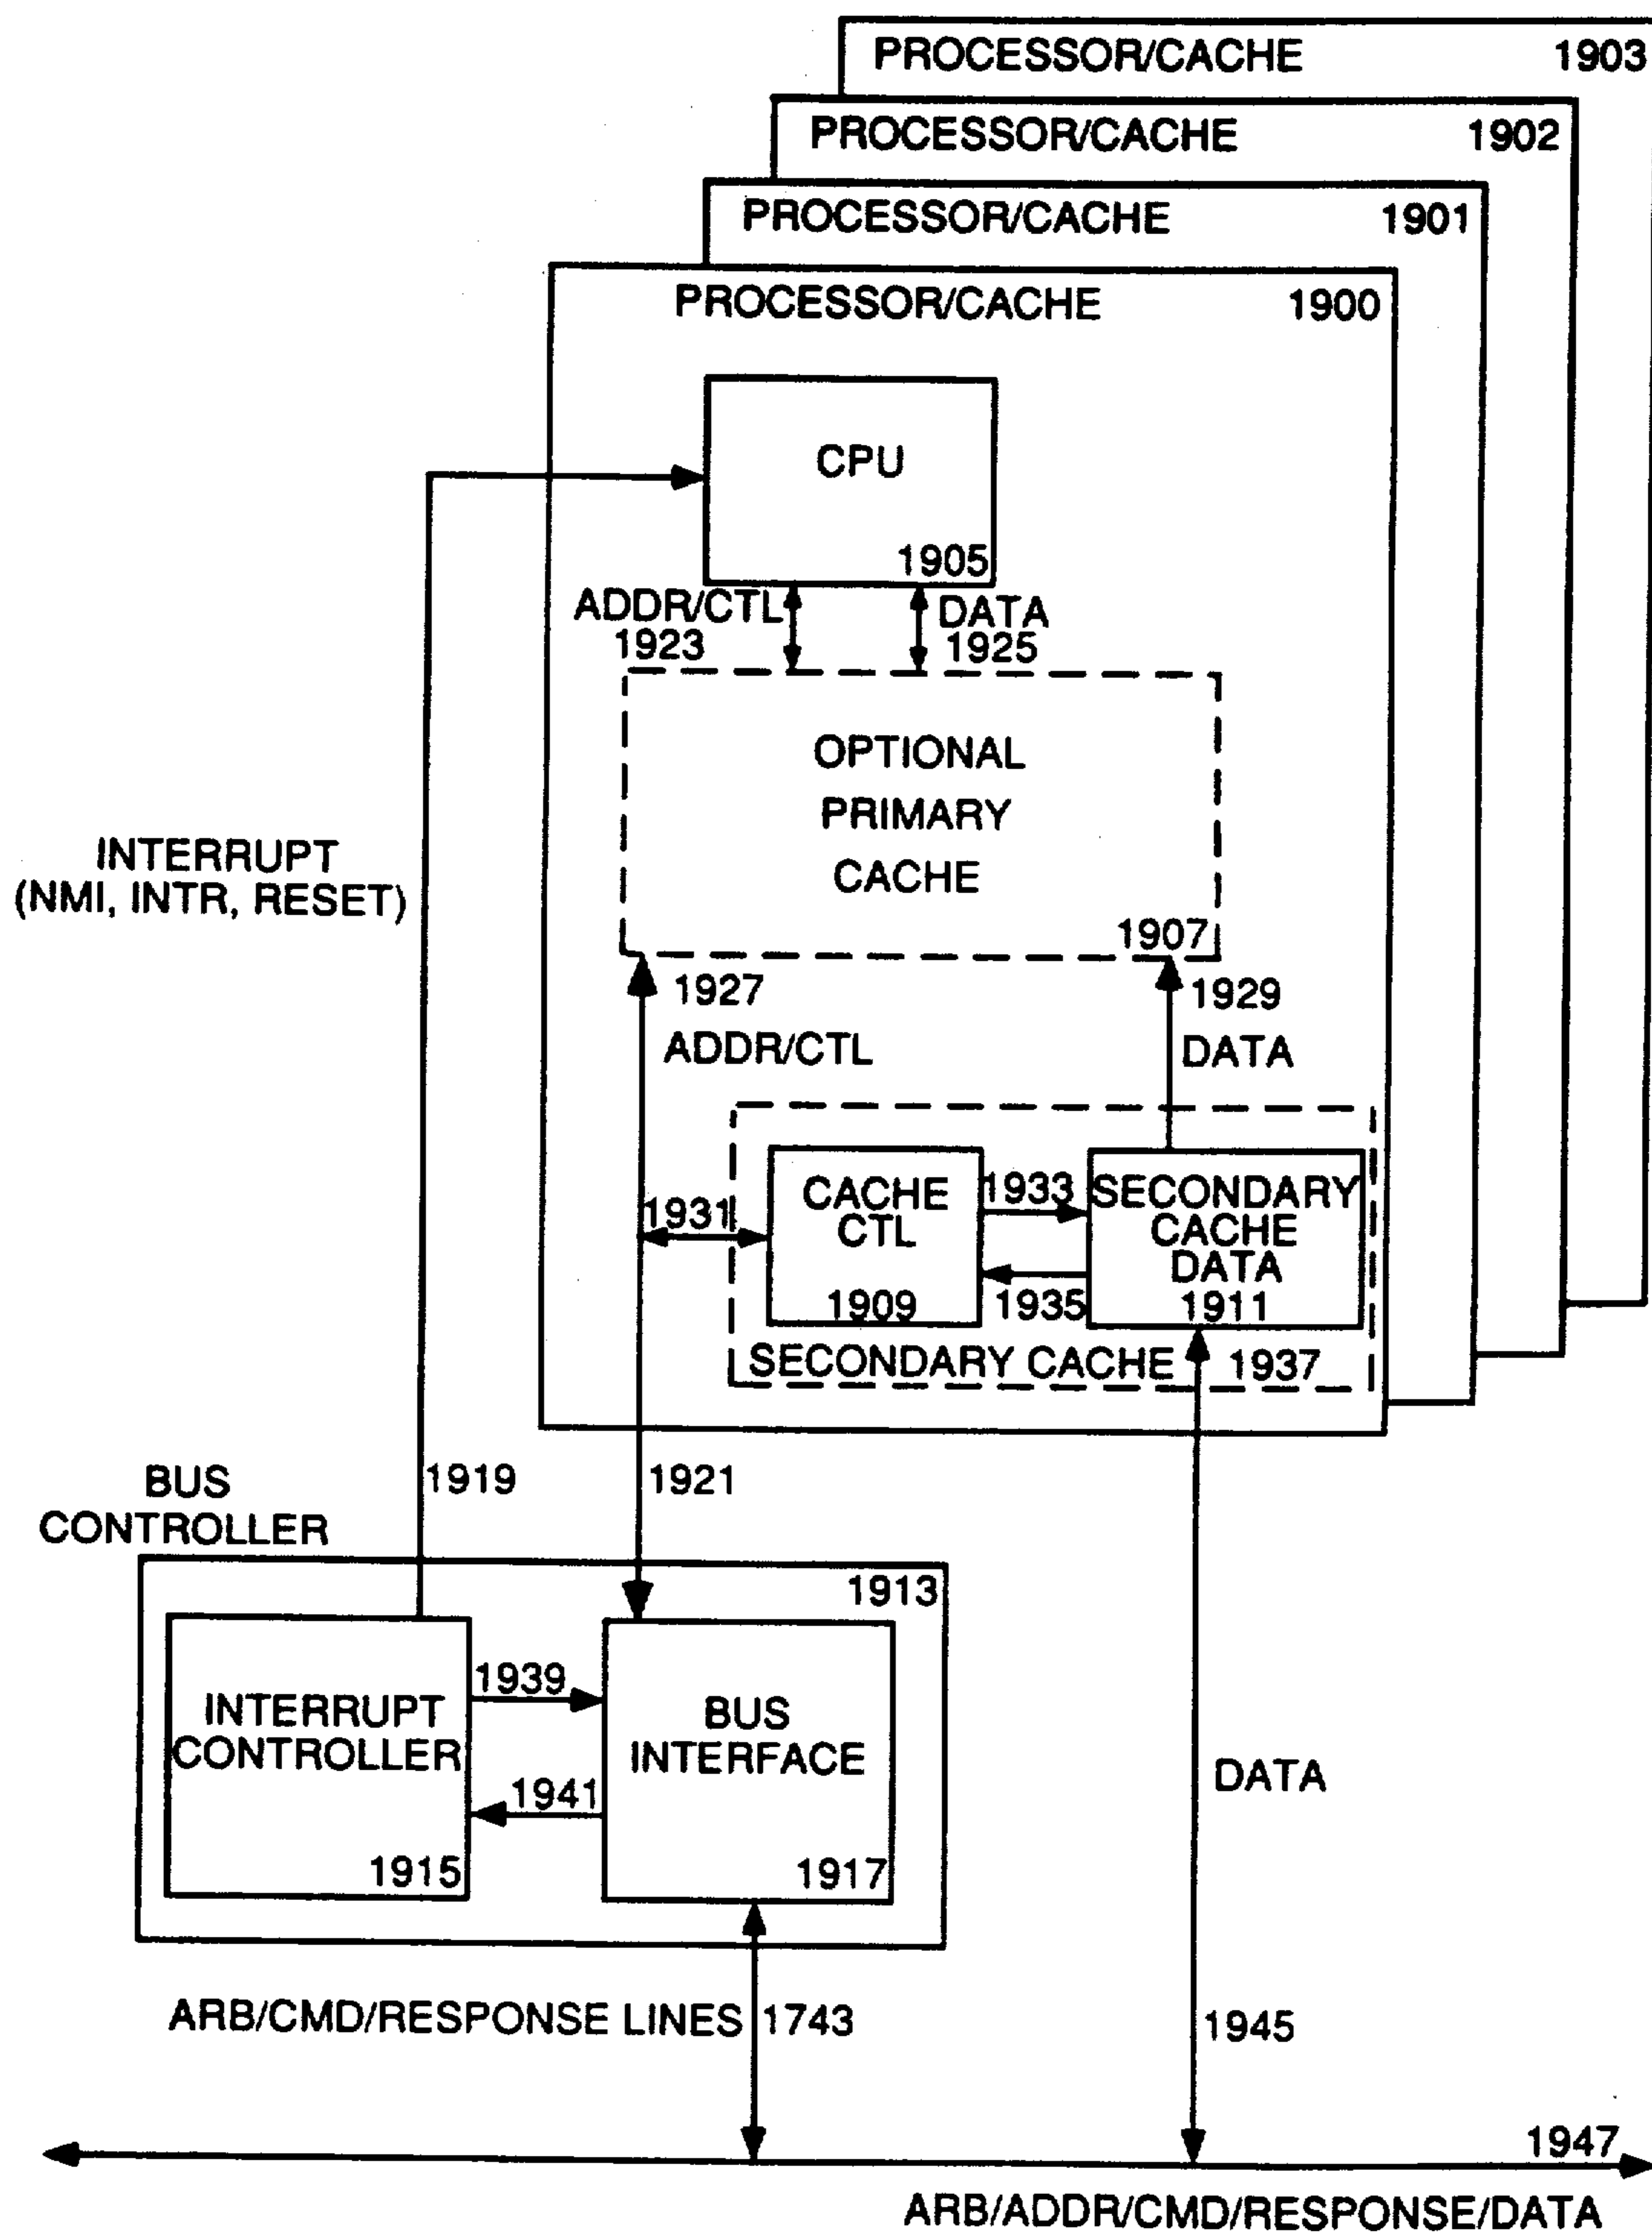 PROCESSOR/CACHE 1903
PROCESSOR/CACHE 1902
PROCESSOR/CACHE 1901
PROCESSOR/CACHE 1900
CPU
1905
ADDR/CTL
1923
DATA
1925
OPTIONAL
PRIMARY
CACHE
1907
INTERRUPT
(NMI, INTR, RESET)
1927
ADDR/CTL
1929
DATA
1931
CACHE
CTL
1909
1933
1935
SECONDARY
CACHE
DATA
1911
SECONDARY CACHE 1937
1919
1921
BUS
CONTROLLER
1913
INTERRUPT
CONTROLLER
1915
1939
1941
BUS
INTERFACE
1917
DATA
ARB/CMD/RESPONSE LINES 1743
1945
1947
ARB/ADDR/CMD/RESPONSE/DATA